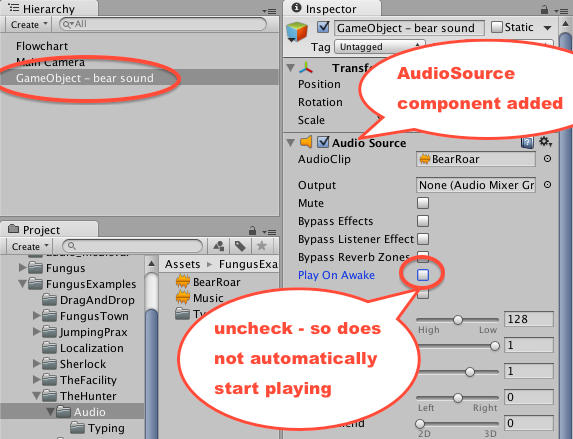 Hierarchy
Create
All
Flowchart
Main Camera
GameObject - bear sound
Inspector
GameObject - bear sound
Static
Tag
Untagged
Transf
Position
Rotation
Scale
AudioSource
component added
Audio Source
AudioClip
BearRoar
Output
None (Audio Mixer Gr
Mute
Bypass Effects
Bypass Listener Effect
Bypass Reverb Zones
Play On Awake
High Low
128
1
1
Left Right
0
2D 3D
0
uncheck - so does
not automatically
start playing
Project
Create
Fungus
FungusExamples
DragAndDrop
FungusTown
JumpingPrax
Localization
Sherlock
TheFacility
TheHunter
Audio
Typing
Assets
FungusExa
BearRoar
Music
Ty